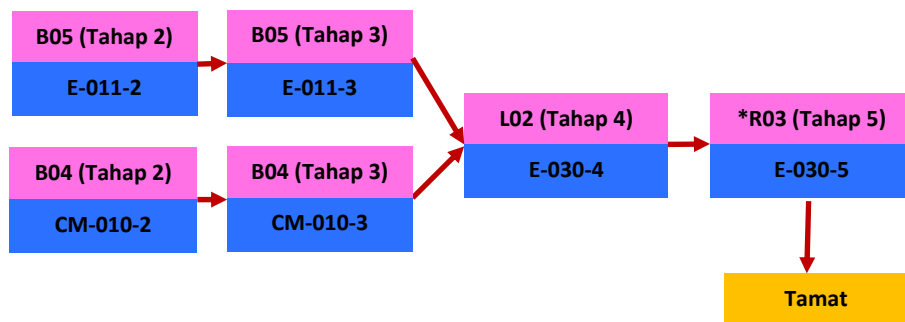 B05 (Tahap 2)
E-011-2
B05 (Tahap 3)
E-011-3
B04 (Tahap 2)
CM-010-2
B04 (Tahap 3)
CM-010-3
L02 (Tahap 4)
E-030-4
*R03 (Tahap 5)
E-030-5
Tamat